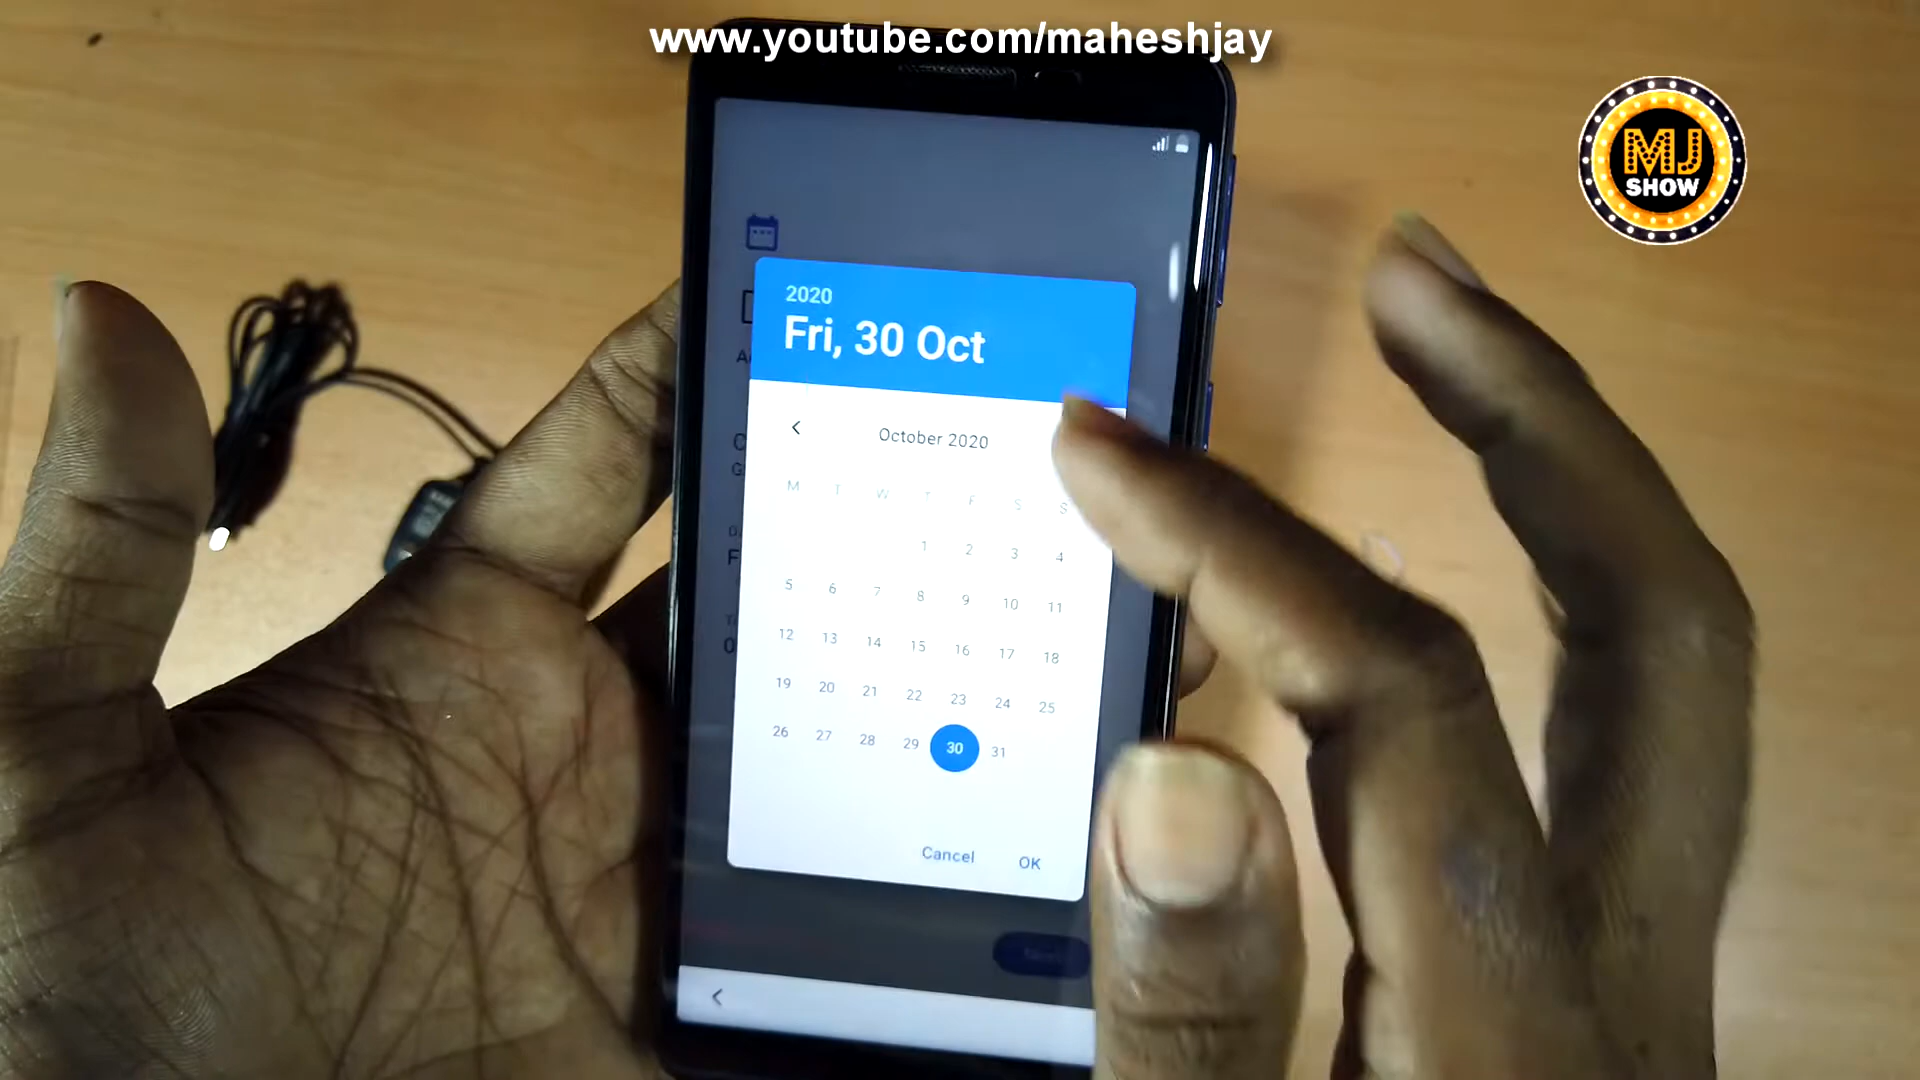 www.youtube.com/maheshjay
MJ
SHOW
2020
Fri, 30 Oct
October 2020
M T W T F S S
1 2 3 4
5 6 7 8 9 10 11
12 13 14 15 16 17 18
19 20 21 22 23 24 25
26 27 28 29 30 31
Cancel OK